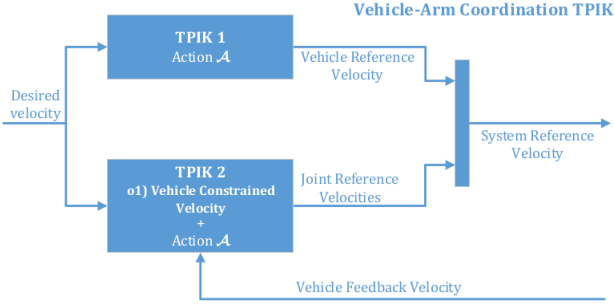 Vehicle-Arm Coordination TPIK
TPIK 1
Action 𝓐
Vehicle Reference
Velocity
Desired
velocity
System Reference
Velocity
TPIK 2
o1) Vehicle Constrained
Velocity
+
Action 𝓐
Joint Reference
Velocities
Vehicle Feedback Velocity